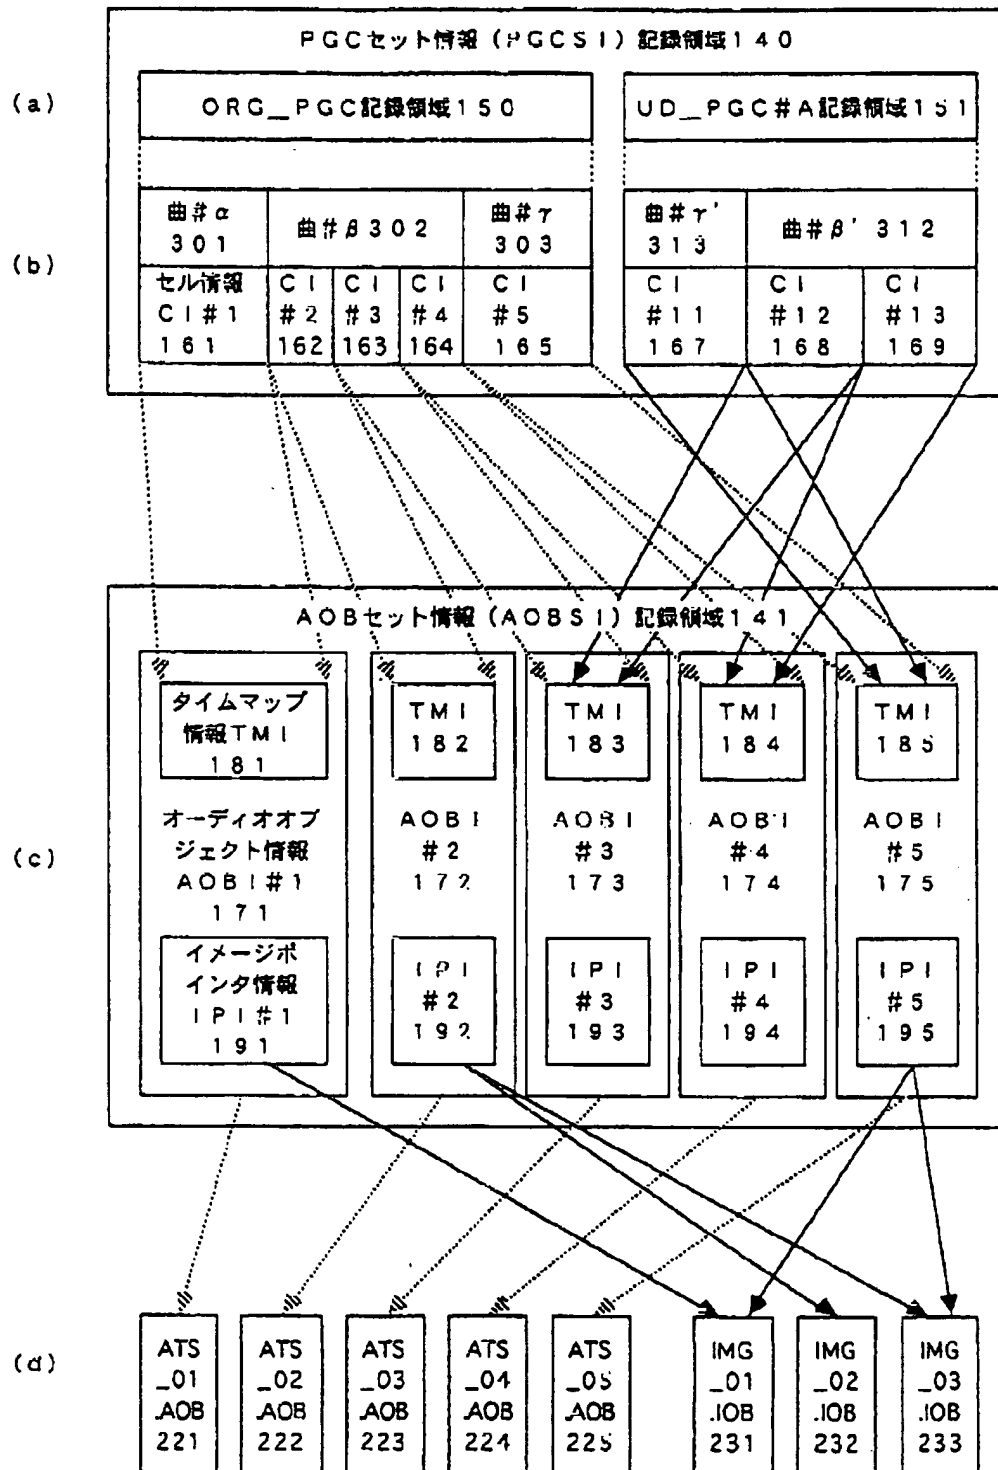 PGCセット情報(PGCSI)記録領域140
(a)
ORG__PGC記録領域150
UD__PGC#A記録領域151
(b)
曲#α
301
曲#β302
曲#γ
303
曲#γ'
313
曲#β'312
セル情報
CI#1
161
CI
#2
162
CI
#3
163
CI
#4
164
CI
#5
165
CI
#11
167
CI
#12
168
CI
#13
169
AOBセット情報(AOBSI)記録領域141
(c)
タイムマップ
情報TMI
181
TMI
182
TMI
183
TMI
184
TMI
185
オーディオオブ
ジェクト情報
AOBI#1
171
AOBI
#2
172
AOBI
#3
173
AOBI
#4
174
AOBI
#5
175
イメージポ
インタ情報
IPI#1
191
IPI
#2
192
IPI
#3
193
IPI
#4
194
IPI
#5
195
(d)
ATS
_01
.AOB
221
ATS
_02
.AOB
222
ATS
_03
.AOB
223
ATS
_04
.AOB
224
ATS
_05
.AOB
225
IMG
_01
.IOB
231
IMG
_02
.IOB
232
IMG
_03
.IOB
233